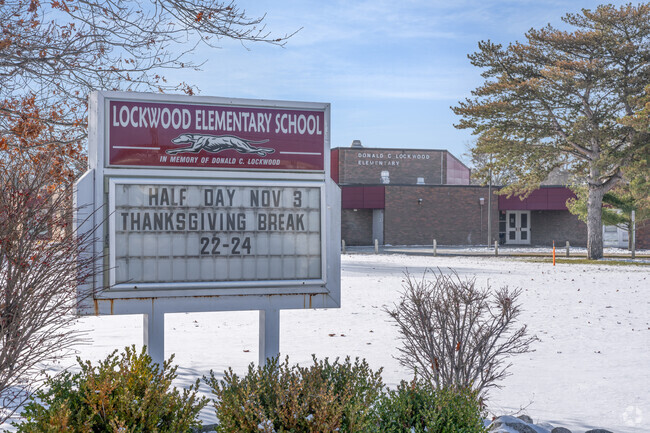 LOCKWOOD ELEMENTARY SCHOOL
IN MEMORY OF DONALD C. LOCKWOOD
HALF DAY NOV 3
THANKSGIVING BREAK
22-24
DONALD C LOCKWOOD
ELEMENTARY